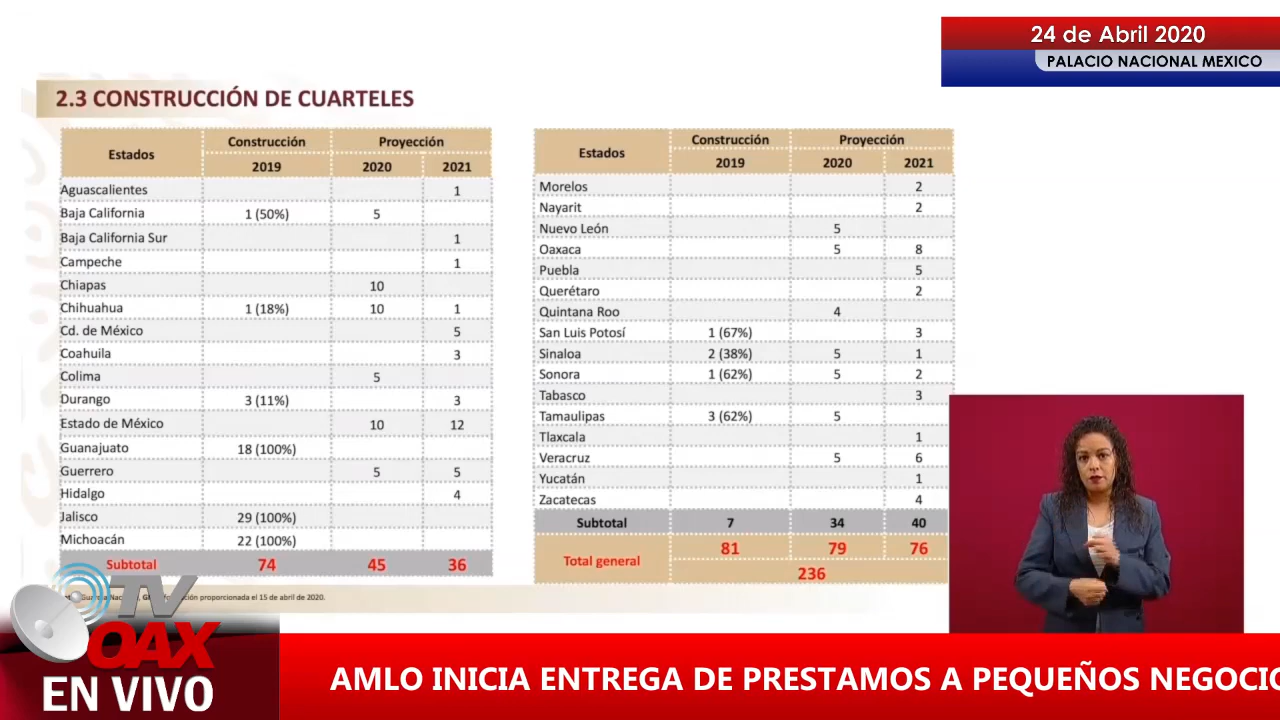 24 de Abril 2020
PALACIO NACIONAL MEXICO
2.3 CONSTRUCCIÓN DE CUARTELES
Estados Construcción Proyección
2019 2020 2021
Aguascalientes 1
Baja California 1 (50%) 5
Baja California Sur 1
Campeche 1
Chiapas 10
Chihuahua 1 (18%) 10 1
Cd. de México 5
Coahuila 3
Colima 5
Durango 3 (11%) 3
Estado de México 10 12
Guanajuato 18 (100%)
Guerrero 5 5
Hidalgo 4
Jalisco 29 (100%)
Michoacán 22 (100%)
Subtotal 74 45 36
Estados Construcción Proyección
2019 2020 2021
Morelos 2
Nayarit 2
Nuevo León 5
Oaxaca 5 8
Puebla 5
Querétaro 2
Quintana Roo 4
San Luis Potosí 1 (67%) 3
Sinaloa 2 (38%) 5 1
Sonora 1 (62%) 5 2
Tabasco 3
Tamaulipas 3 (62%) 5
Tlaxcala 1
Veracruz 5 6
Yucatán 1
Zacatecas 4
Subtotal 7 34 40
Total general 81 79 76
236
proporcionada el 15 de abril de 2020.
TV
OAX
EN VIVO
AMLO INICIA ENTREGA DE PRESTAMOS A PEQUEÑOS NEGOCIO